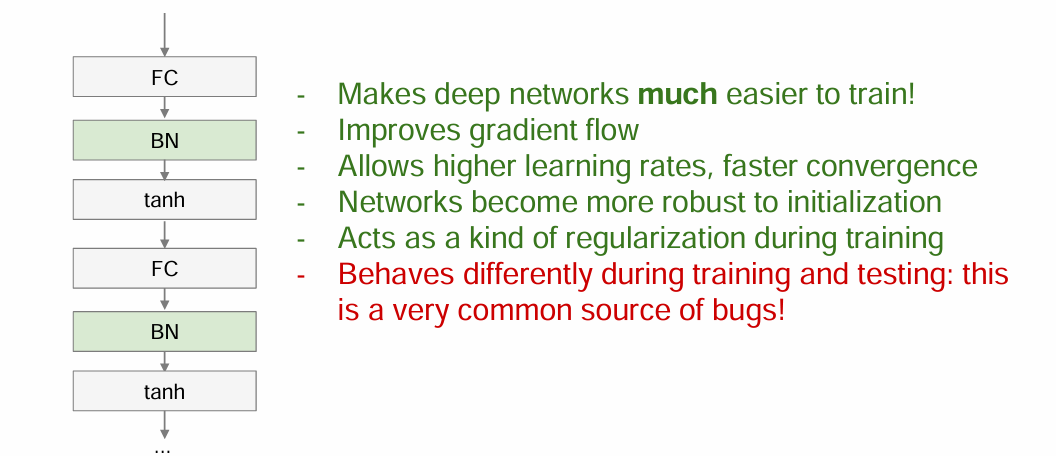 FC
BN
tanh
FC
BN
tanh
...
- Makes deep networks much easier to train!
- Improves gradient flow
- Allows higher learning rates, faster convergence
- Networks become more robust to initialization
- Acts as a kind of regularization during training
- Behaves differently during training and testing: this
is a very common source of bugs!